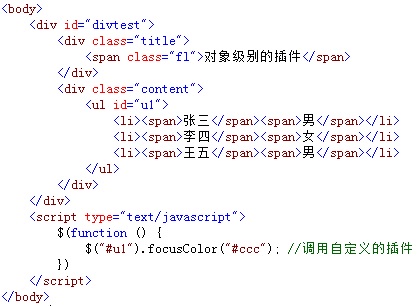 <body>
    <div id="divtest">
        <div class="title">
            <span class="fl">对象级别的插件</span>
        </div>
        <div class="content">
            <ul id="u1">
                <li><span>张三</span><span>男</span></li>
                <li><span>李四</span><span>女</span></li>
                <li><span>王五</span><span>男</span></li>
            </ul>
        </div>
    </div>
    <script type="text/javascript">
        $(function () {
            $("#u1").focusColor("#ccc"); //调用自定义的插件
        })
    </script>
</body>